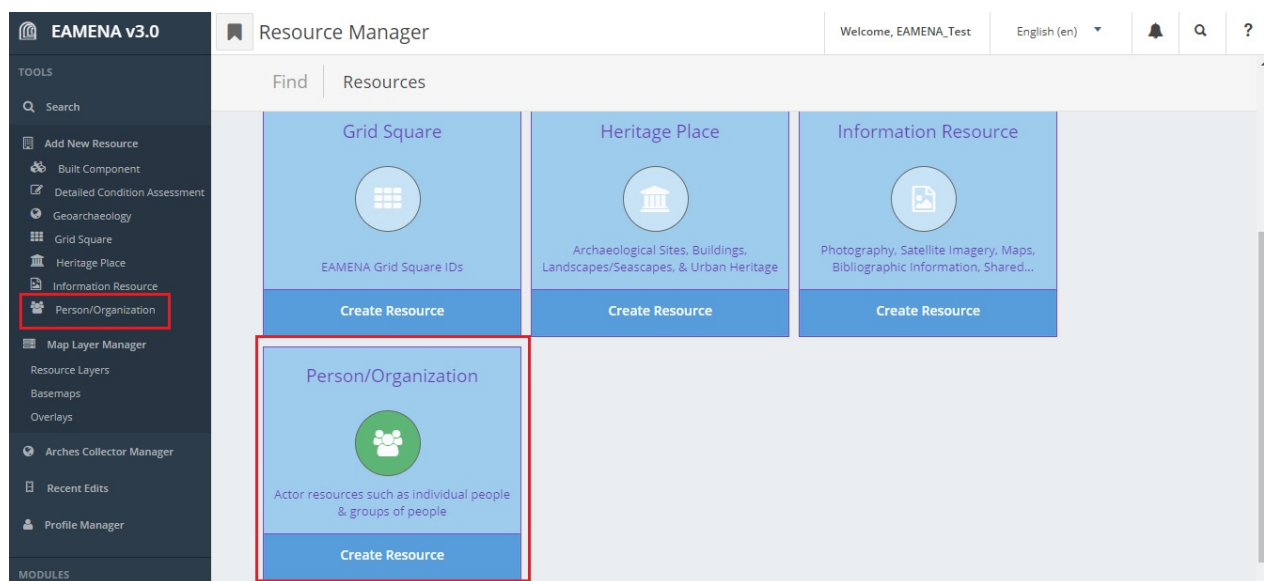 EAMENA v3.0
Resource Manager
Welcome, EAMENA_Test
English (en)
?
TOOLS
Search
Add New Resource
Built Component
Detailed Condition Assessment
Geoarchaeology
Grid Square
Heritage Place
Information Resource
Person/Organization
Map Layer Manager
Resource Layers
Basemaps
Overlays
Arches Collector Manager
Recent Edits
Profile Manager
MODULES
Find
Resources
Grid Square
EAMENA Grid Square IDs
Create Resource
Heritage Place
Archaeological Sites, Buildings,
Landscapes/Seascapes, & Urban Heritage
Create Resource
Information Resource
Photography, Satellite Imagery, Maps,
Bibliographic Information, Shared...
Create Resource
Person/Organization
Actor resources such as individual people
& groups of people
Create Resource